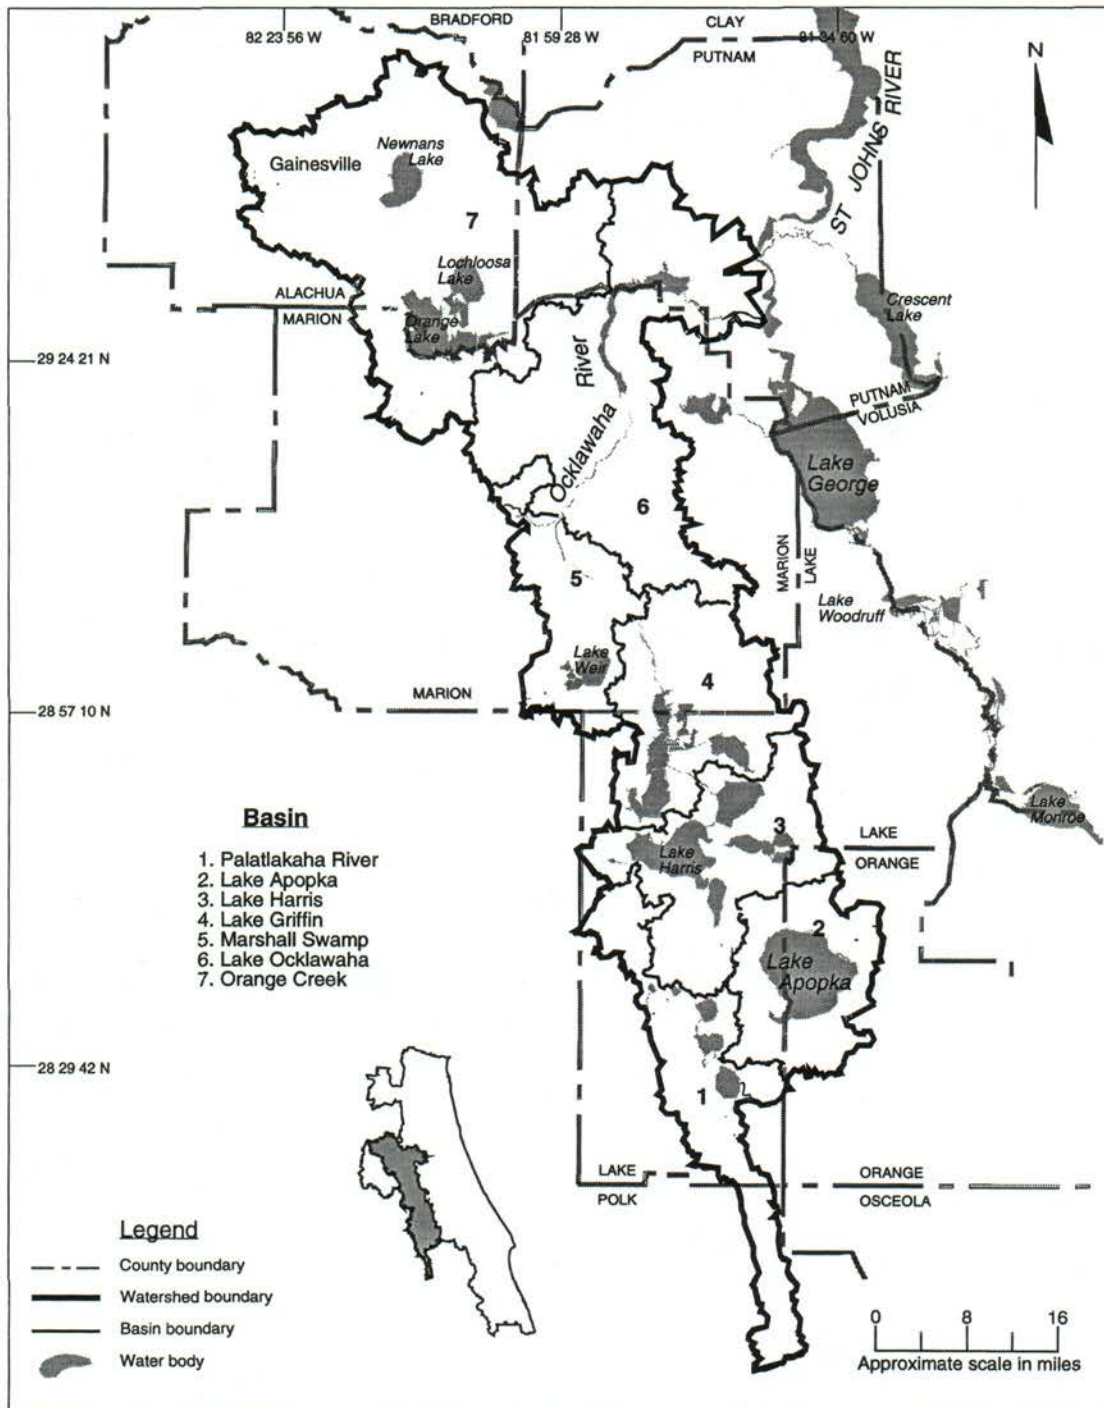 BRADFORD
CLAY
82 23 56 W
81 59 28 W
81 34 60 W
PUTNAM
N
ST JOHNS RIVER
Newnans
Lake
Gainesville
7
Lochloosa
Lake
ALACHUA
MARION
Orange
Lake
Crescent
Lake
29 24 21 N
River
Ocklawaha
PUTNAM
VOLUSIA
Lake
George
6
MARION
LAKE
5
Lake
Woodruff
Lake
Weir
4
MARION
28 57 10 N
Lake
Monroe
Basin
1. Palatlakaha River
2. Lake Apopka
3. Lake Harris
4. Lake Griffin
5. Marshall Swamp
6. Lake Ocklawaha
7. Orange Creek
3
LAKE
ORANGE
Lake
Harris
2
Lake
Apopka
28 29 42 N
1
LAKE
POLK
ORANGE
OSCEOLA
Legend
County boundary
Watershed boundary
Basin boundary
Water body
0 8 16
Approximate scale in miles